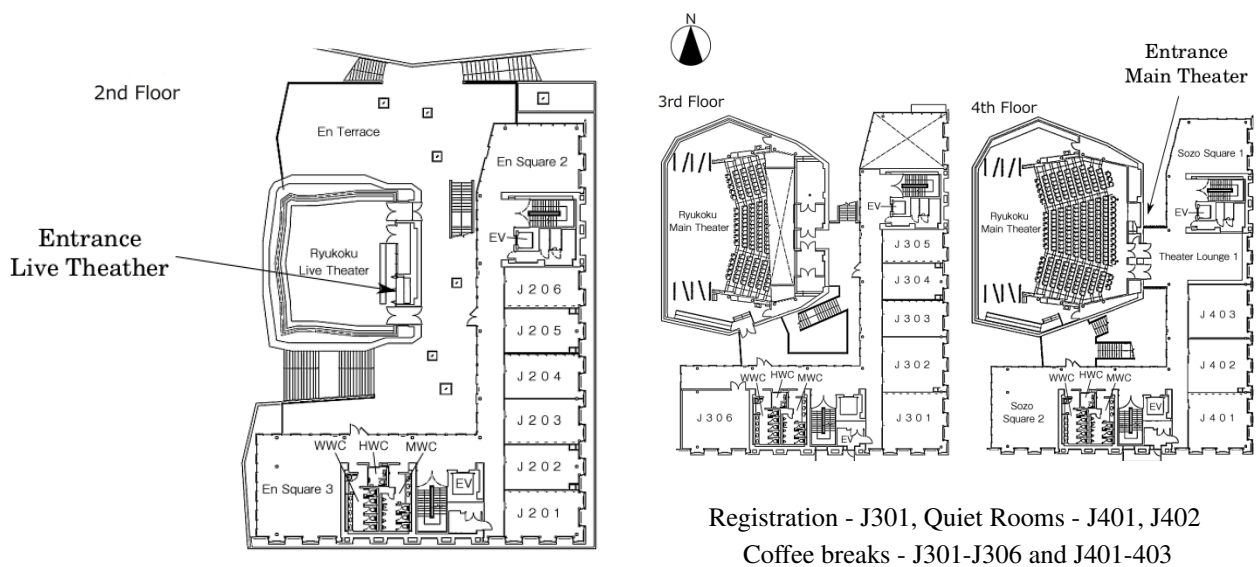 2nd Floor
En Terrace
En Square 2
EV
Ryukoku
Live Theater
Entrance
Live Theather
J 2 0 6
J 2 0 5
J 2 0 4
J 2 0 3
J 2 0 2
J 2 0 1
WWC HWC MWC
EV
En Square 3
N
3rd Floor
Ryukoku
Main Theater
EV
J 3 0 5
J 3 0 4
J 3 0 3
J 3 0 2
J 3 0 1
WWC HWC MWC
J 3 0 6
EV
EV
Entrance
Main Theater
4th Floor
Sozo Square 1
Ryukoku
Main Theater
EV
Theater Lounge 1
J 4 0 3
J 4 0 2
J 4 0 1
WWC HWC MWC
Sozo
Square 2
EV
Registration - J301, Quiet Rooms - J401, J402
Coffee breaks - J301-J306 and J401-403